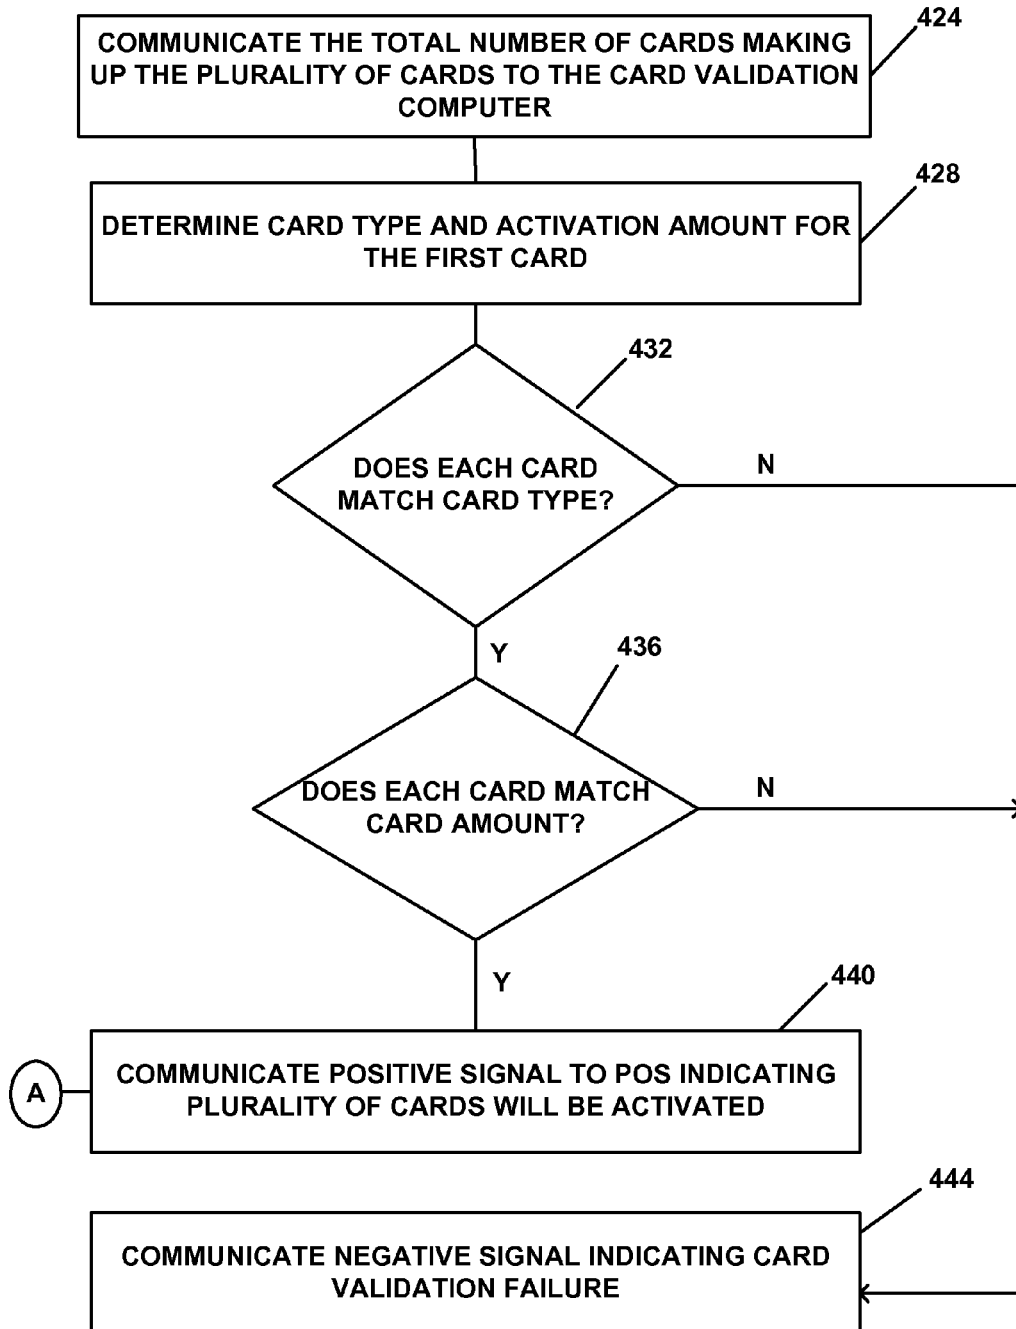 424
COMMUNICATE THE TOTAL NUMBER OF CARDS MAKING
UP THE PLURALITY OF CARDS TO THE CARD VALIDATION
COMPUTER
428
DETERMINE CARD TYPE AND ACTIVATION AMOUNT FOR
THE FIRST CARD
432
DOES EACH CARD
MATCH CARD TYPE?
N
Y
436
DOES EACH CARD MATCH
CARD AMOUNT?
N
Y
440
A
COMMUNICATE POSITIVE SIGNAL TO POS INDICATING
PLURALITY OF CARDS WILL BE ACTIVATED
444
COMMUNICATE NEGATIVE SIGNAL INDICATING CARD
VALIDATION FAILURE